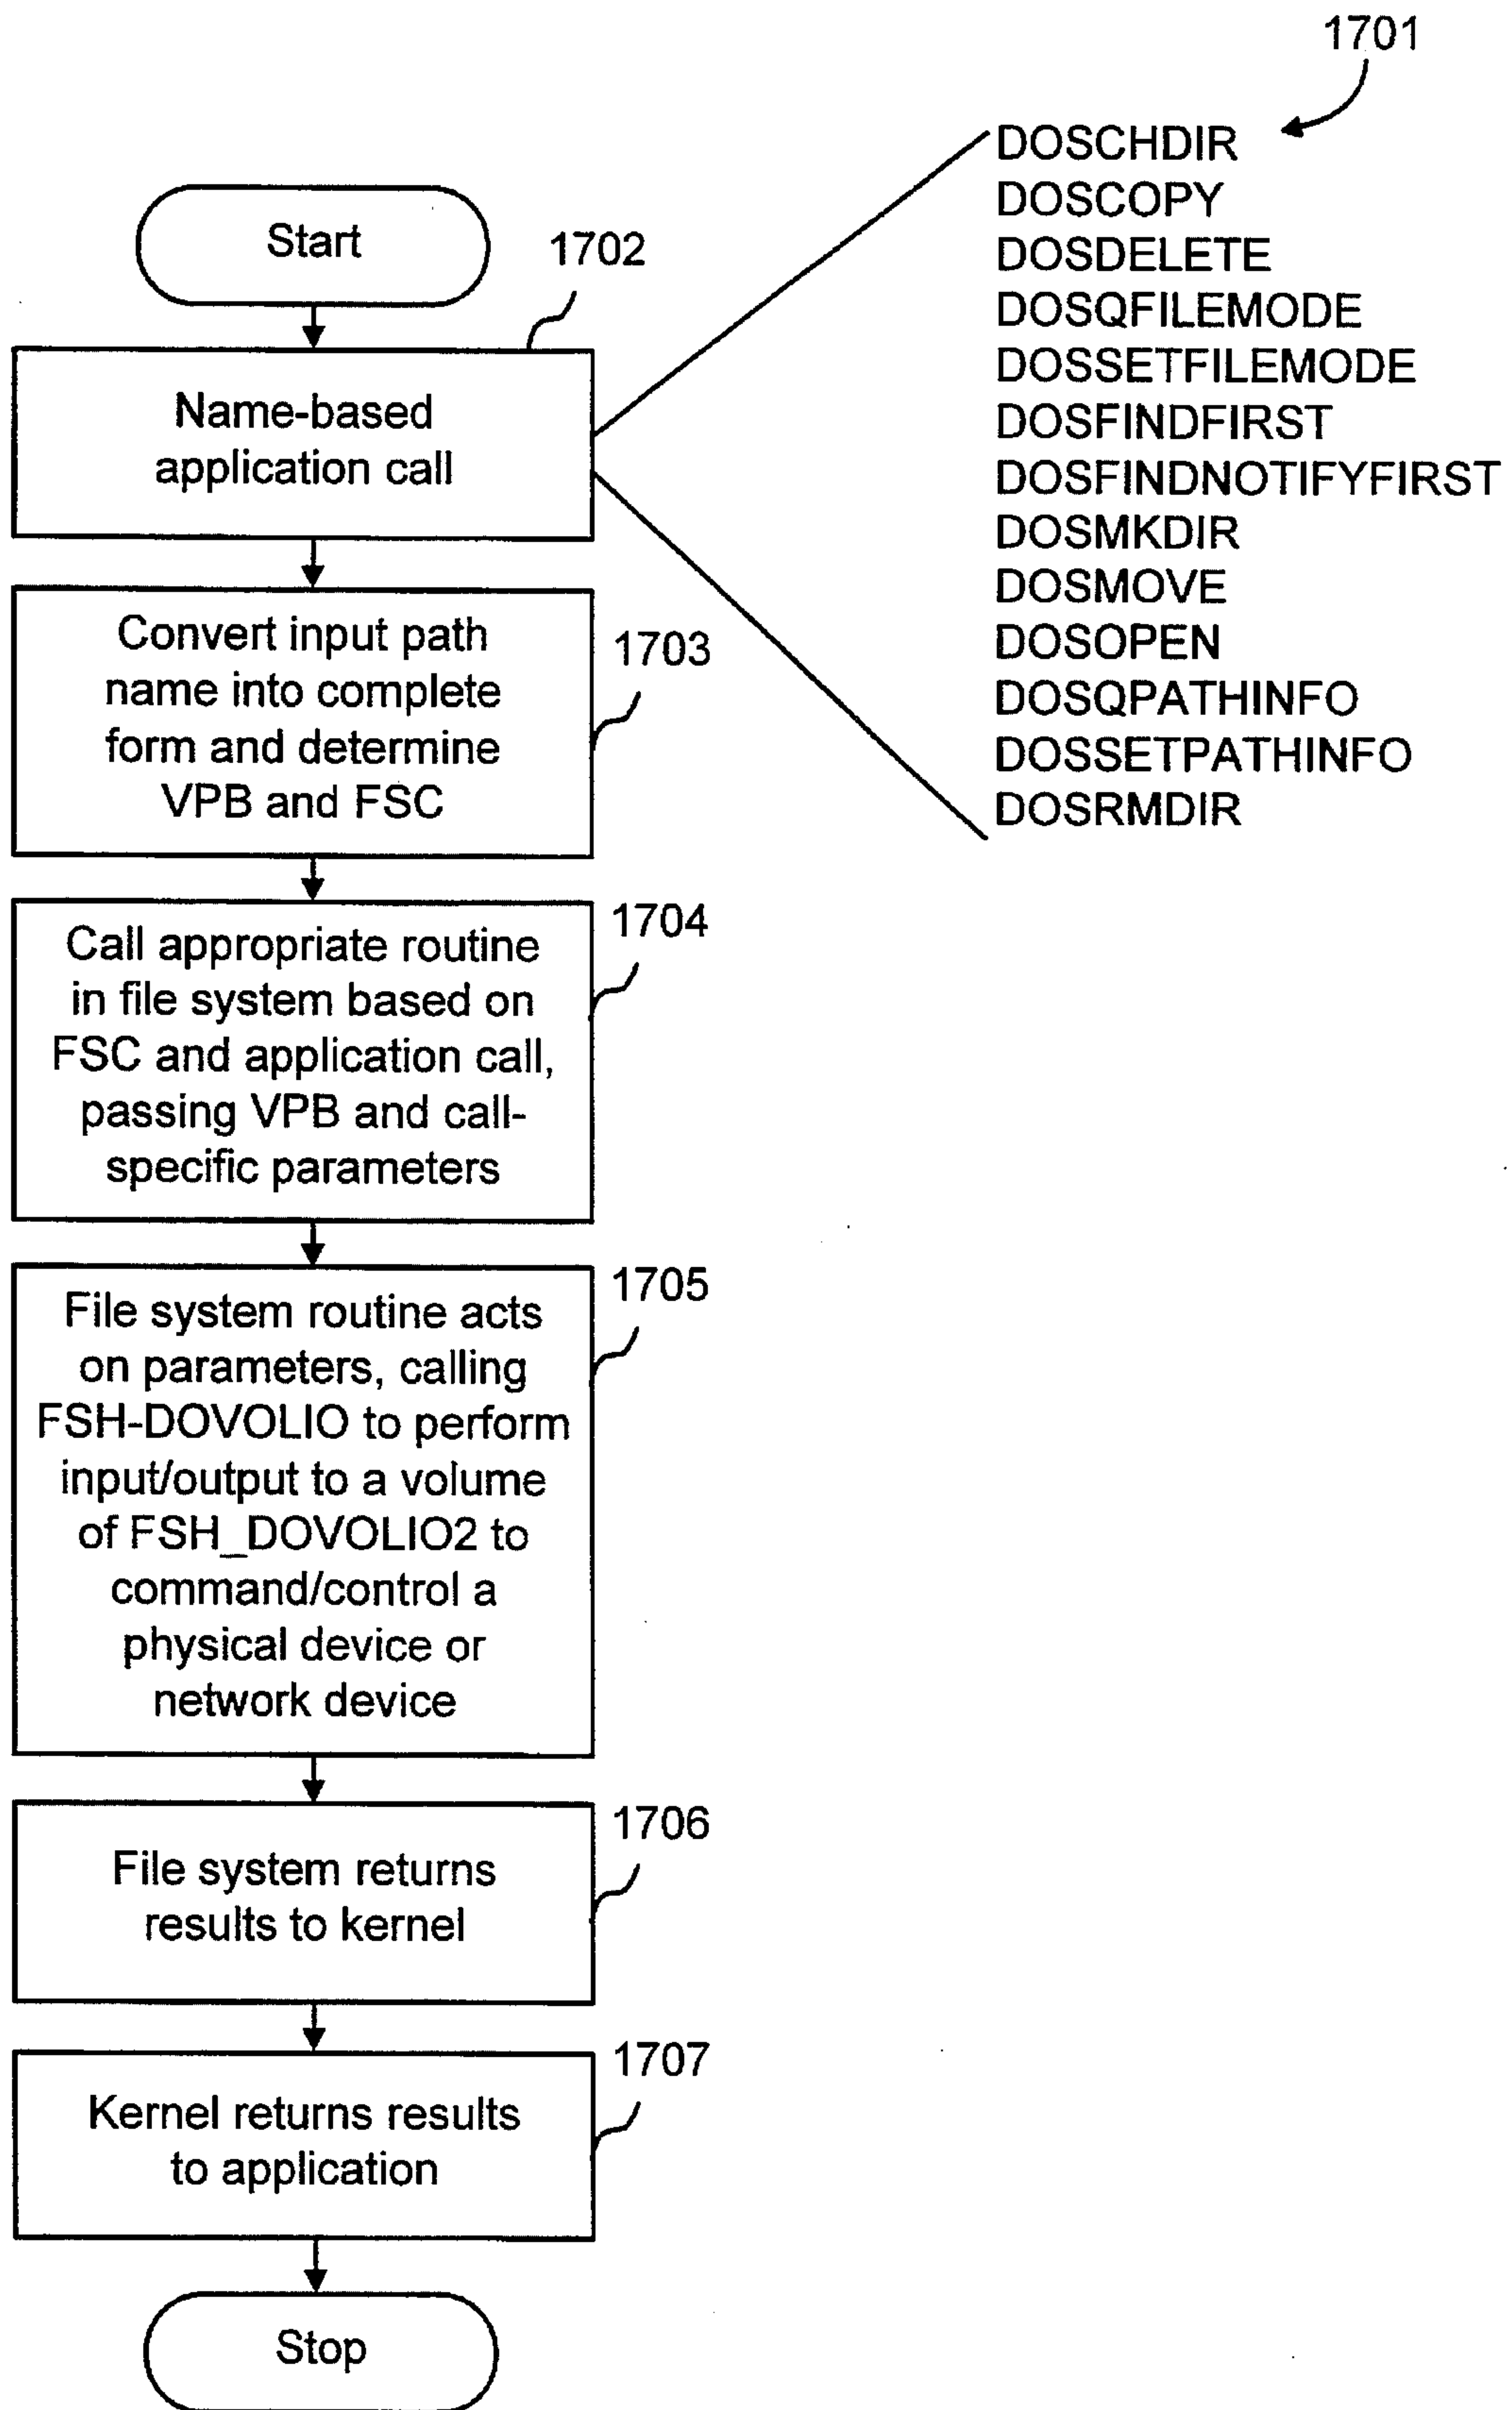 1701
DOSCHDIR
DOSCOPY
DOSDELETE
DOSQFILEMODE
DOSSETFILEMODE
DOSFINDFIRST
DOSFINDNOTIFYFIRST
DOSMKDIR
DOSMOVE
DOSOPEN
DOSQPATHINFO
DOSSETPATHINFO
DOSRMDIR
Start
1702
Name-based
application call
1703
Convert input path
name into complete
form and determine
VPB and FSC
1704
Call appropriate routine
in file system based on
FSC and application call,
passing VPB and call-
specific parameters
1705
File system routine acts
on parameters, calling
FSH-DOVOLIO to perform
input/output to a volume
of FSH_DOVOLIO2 to
command/control a
physical device or
network device
1706
File system returns
results to kernel
1707
Kernel returns results
to application
Stop